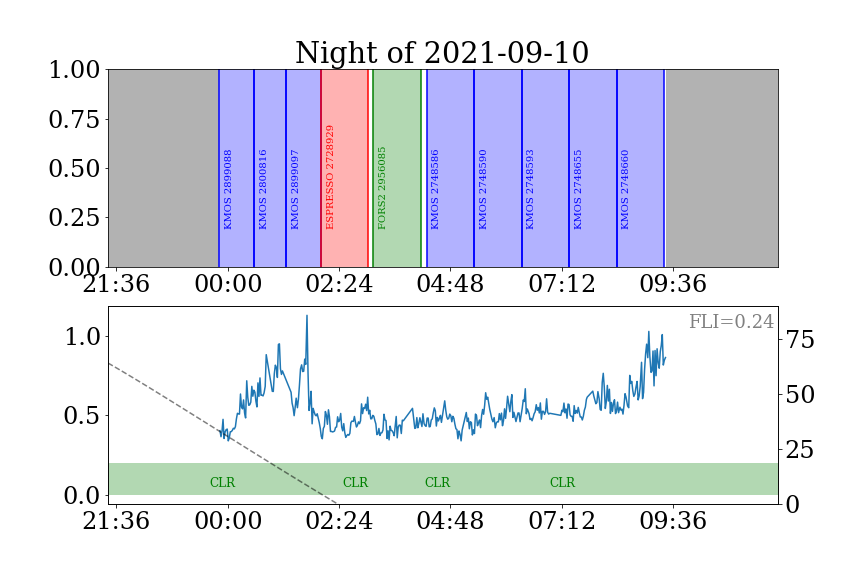 Night of 2021-09-10
1.00
0.75
0.50
0.25
0.00
KMOS 2899088
KMOS 2800816
KMOS 2899097
ESPRESSO 2728929
FORS2 2956085
KMOS 2748586
KMOS 2748590
KMOS 2748593
KMOS 2748655
KMOS 2748660
21:36 00:00 02:24 04:48 07:12 09:36
FLI=0.24
1.0
0.5
0.0
75
50
25
0
CLR CLR CLR CLR
21:36 00:00 02:24 04:48 07:12 09:36